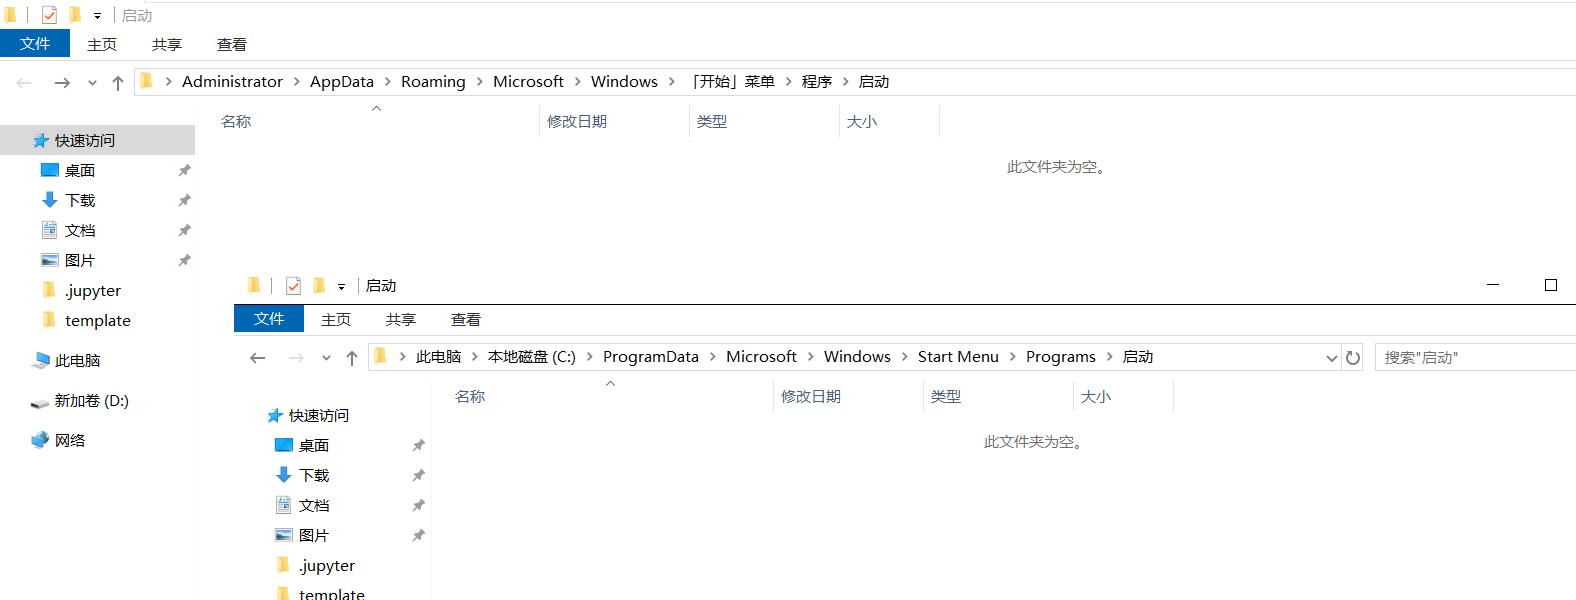 启动
文件 主页 共享 查看
Administrator AppData Roaming Microsoft Windows 「开始」菜单 程序 启动
名称 修改日期 类型 大小
快速访问
此文件夹为空。
桌面
下载
文档
图片
.jupyter
template
此电脑
新加卷 (D:)
网络
启动
文件 主页 共享 查看
此电脑 本地磁盘 (C:) ProgramData Microsoft Windows Start Menu Programs 启动
搜索"启动"
名称 修改日期 类型 大小
快速访问
此文件夹为空。
桌面
下载
文档
图片
.jupyter
template